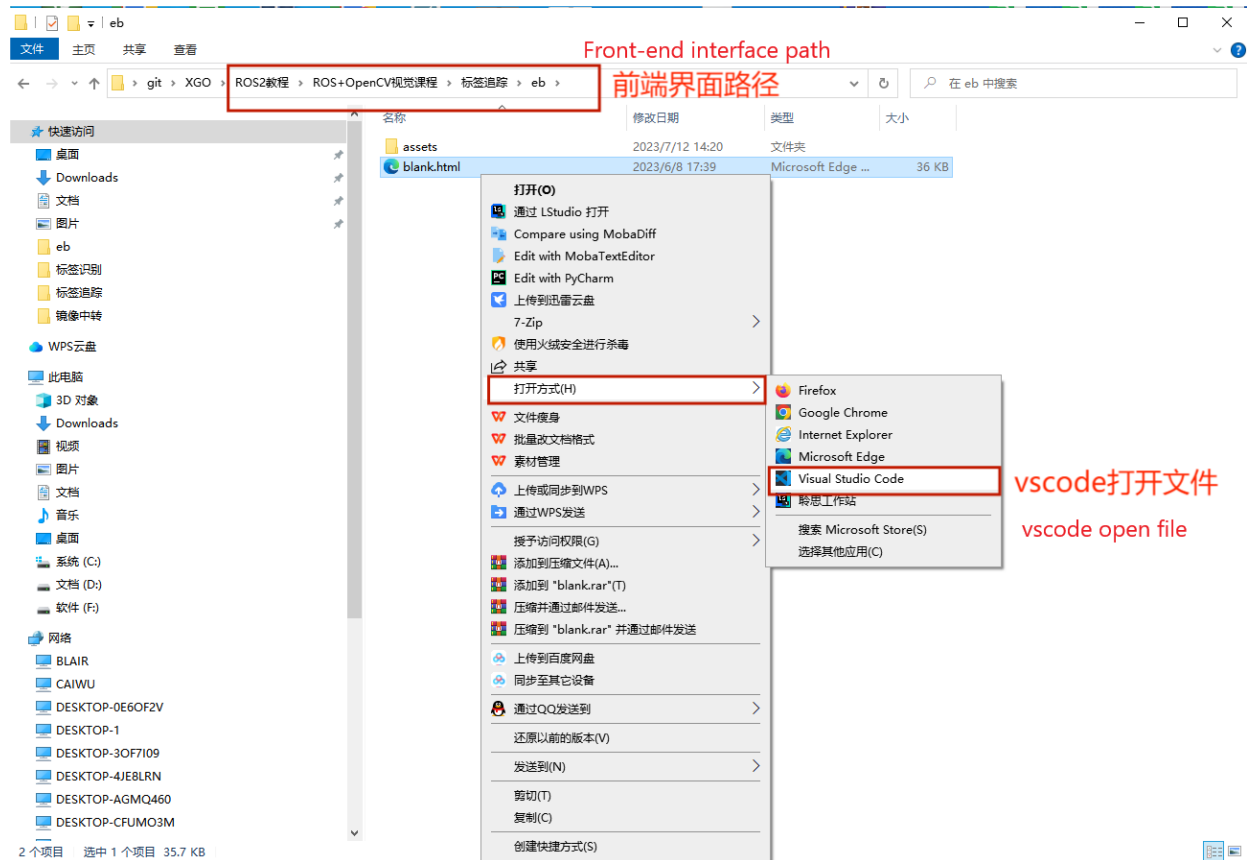 eb
文件 主页 共享 查看
Front-end interface path
前端界面路径
git › XGO › ROS2教程 › ROS+OpenCV视觉课程 › 标签追踪 › eb ›
在 eb 中搜索
名称 修改日期 类型 大小
快速访问
桌面
Downloads
文档
图片
eb
标签识别
标签追踪
镜像中转
WPS云盘
此电脑
3D 对象
Downloads
视频
图片
文档
音乐
桌面
系统 (C:)
文档 (D:)
软件 (F:)
网络
BLAIR
CAIWU
DESKTOP-0E6OF2V
DESKTOP-1
DESKTOP-3OF7I09
DESKTOP-4JE8LRN
DESKTOP-AGMQ460
DESKTOP-CFUMO3M
assets 2023/7/12 14:20 文件夹
blank.html 2023/6/8 17:39 Microsoft Edge ... 36 KB
打开(O)
通过 LStudio 打开
Compare using MobaDiff
Edit with MobaTextEditor
Edit with PyCharm
上传到迅雷云盘
7-Zip
使用火绒安全进行杀毒
共享
打开方式(H)
文件瘦身
批量改文档格式
素材管理
上传或同步到WPS
通过WPS发送
授予访问权限(G)
添加到压缩文件(A)...
添加到 "blank.rar"(T)
压缩并通过邮件发送...
压缩到 "blank.rar" 并通过邮件发送
上传到百度网盘
同步至其它设备
通过QQ发送到
还原以前的版本(V)
发送到(N)
剪切(T)
复制(C)
创建快捷方式(S)
Firefox
Google Chrome
Internet Explorer
Microsoft Edge
Visual Studio Code
聆思工作站
搜索 Microsoft Store(S)
选择其他应用(C)
vscode打开文件
vscode open file
2 个项目 选中 1 个项目 35.7 KB